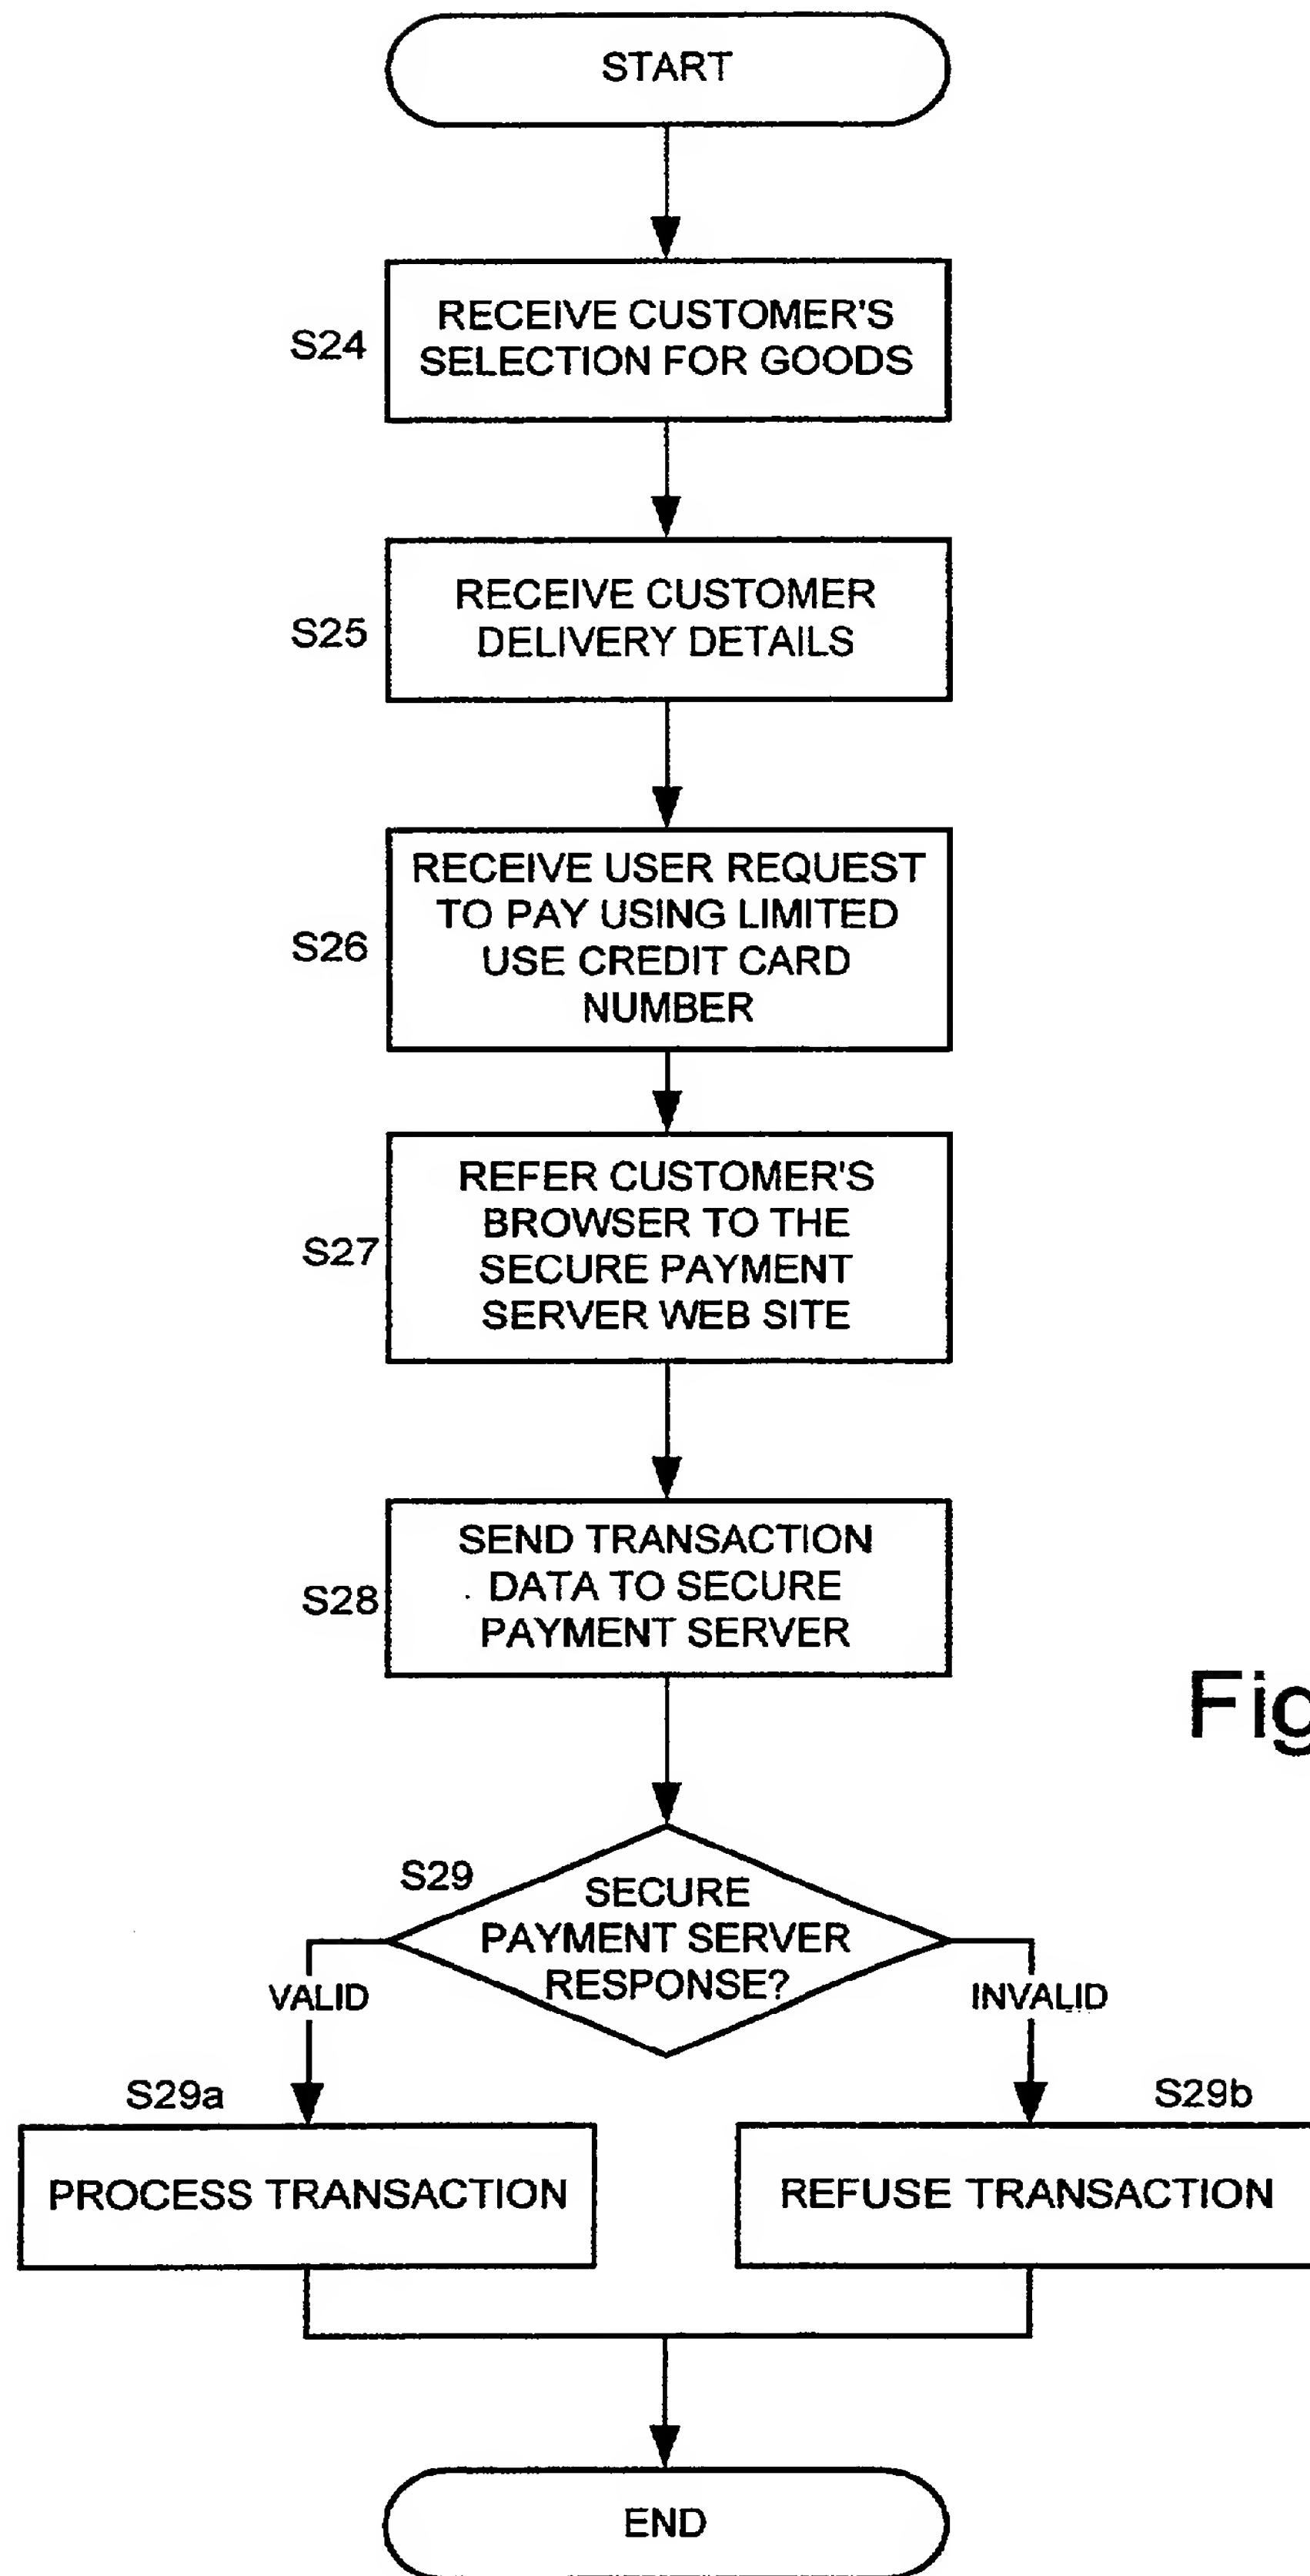 START
S24
RECEIVE CUSTOMER'S
SELECTION FOR GOODS
S25
RECEIVE CUSTOMER
DELIVERY DETAILS
S26
RECEIVE USER REQUEST
TO PAY USING LIMITED
USE CREDIT CARD
NUMBER
S27
REFER CUSTOMER'S
BROWSER TO THE
SECURE PAYMENT
SERVER WEB SITE
S28
SEND TRANSACTION
DATA TO SECURE
PAYMENT SERVER
Fig
S29
SECURE
PAYMENT SERVER
RESPONSE?
VALID
INVALID
S29a
S29b
PROCESS TRANSACTION
REFUSE TRANSACTION
END